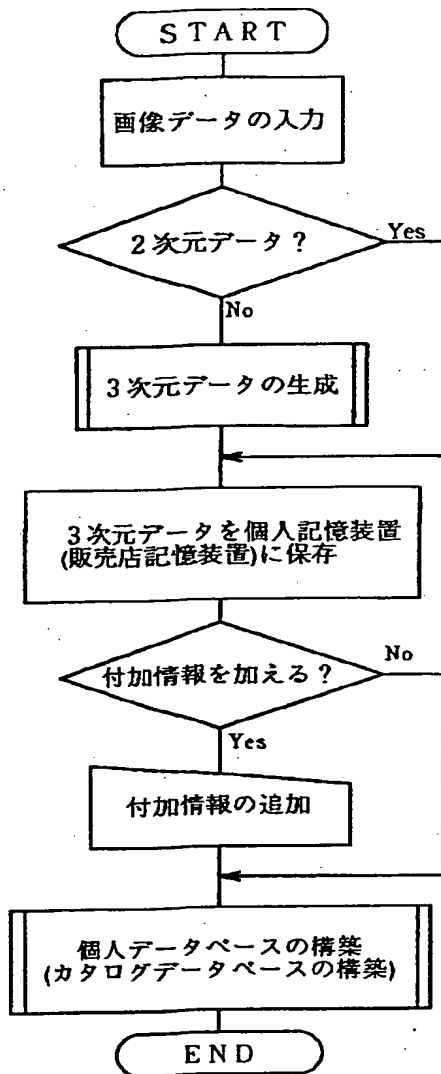 START
画像データの入力
2次元データ?
Yes
No
3次元データの生成
3次元データを個人記憶装置
(販売店記憶装置)に保存
付加情報を加える?
No
Yes
付加情報の追加
個人データベースの構築
(カタログデータベースの構築)
END